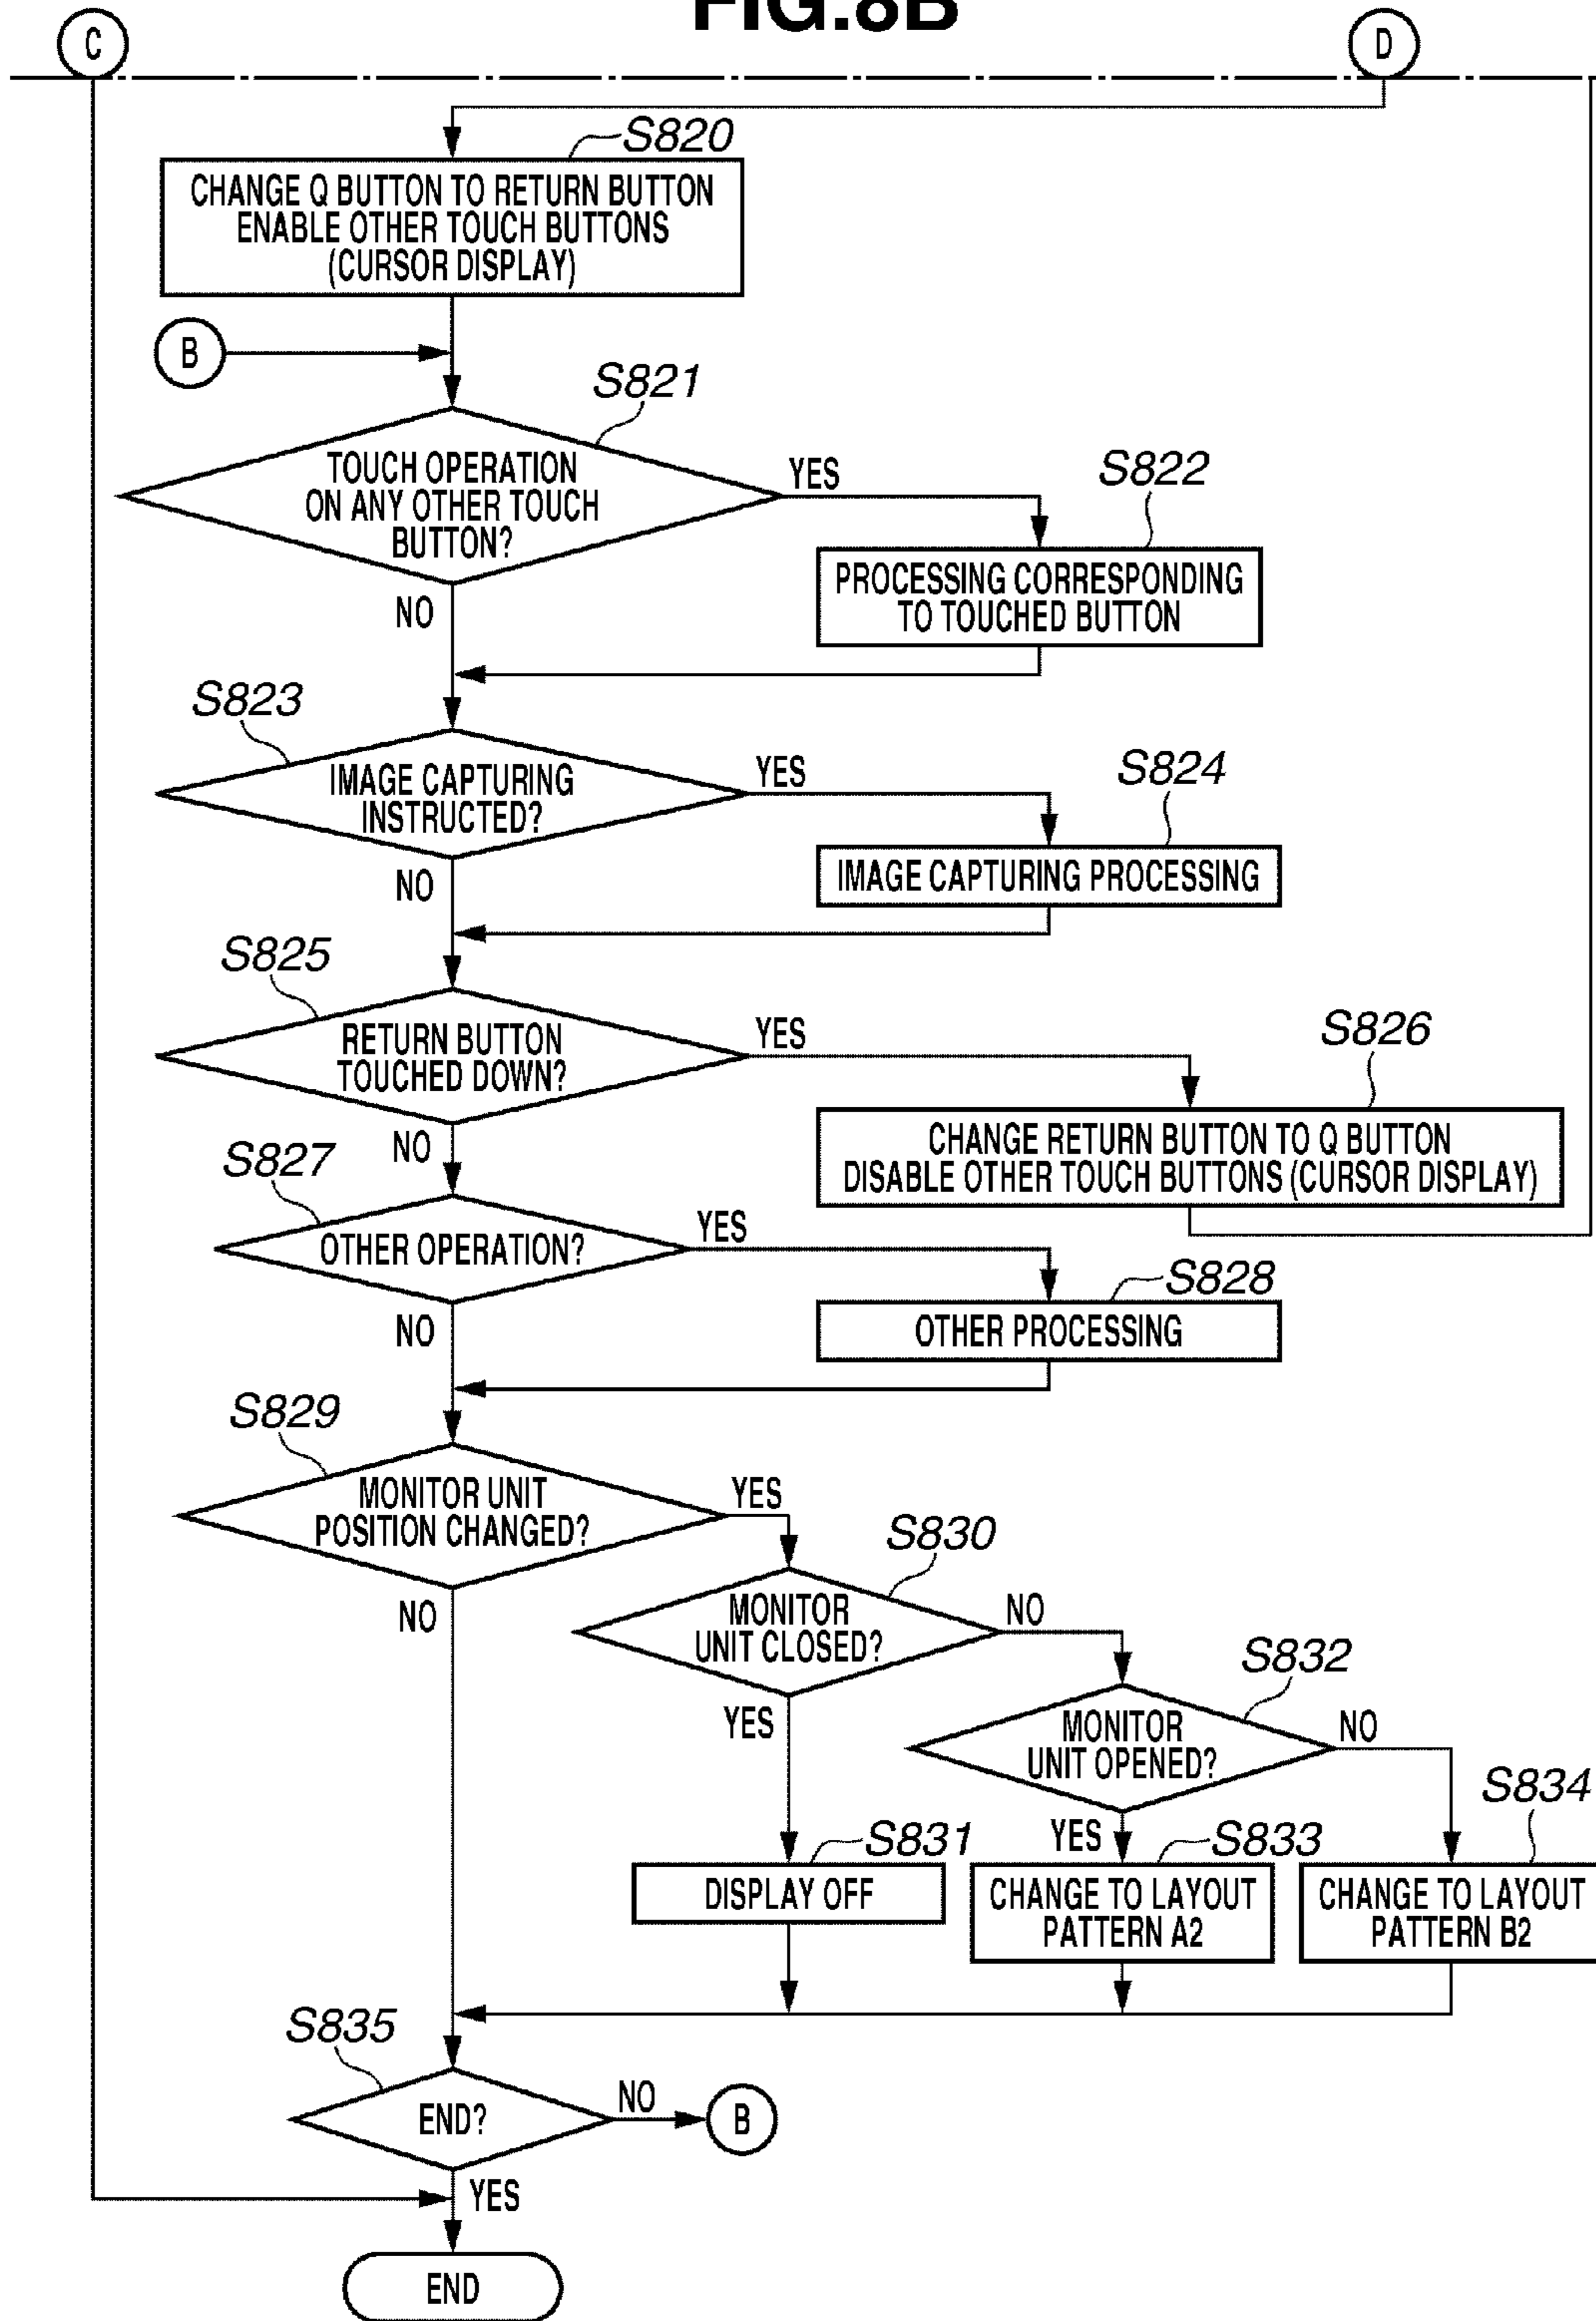 FIG.8B
C
D
S820
CHANGE Q BUTTON TO RETURN BUTTON
ENABLE OTHER TOUCH BUTTONS
(CURSOR DISPLAY)
B
S821
TOUCH OPERATION
ON ANY OTHER TOUCH
BUTTON?
YES
NO
S822
PROCESSING CORRESPONDING
TO TOUCHED BUTTON
S823
IMAGE CAPTURING
INSTRUCTED?
YES
NO
S824
IMAGE CAPTURING PROCESSING
S825
RETURN BUTTON
TOUCHED DOWN?
YES
NO
S826
CHANGE RETURN BUTTON TO Q BUTTON
DISABLE OTHER TOUCH BUTTONS (CURSOR DISPLAY)
S827
OTHER OPERATION?
YES
NO
S828
OTHER PROCESSING
S829
MONITOR UNIT
POSITION CHANGED?
YES
NO
S830
MONITOR
UNIT CLOSED?
NO
YES
S832
MONITOR
UNIT OPENED?
NO
YES
S831
DISPLAY OFF
S833
CHANGE TO LAYOUT
PATTERN A2
S834
CHANGE TO LAYOUT
PATTERN B2
S835
END?
NO
B
YES
END